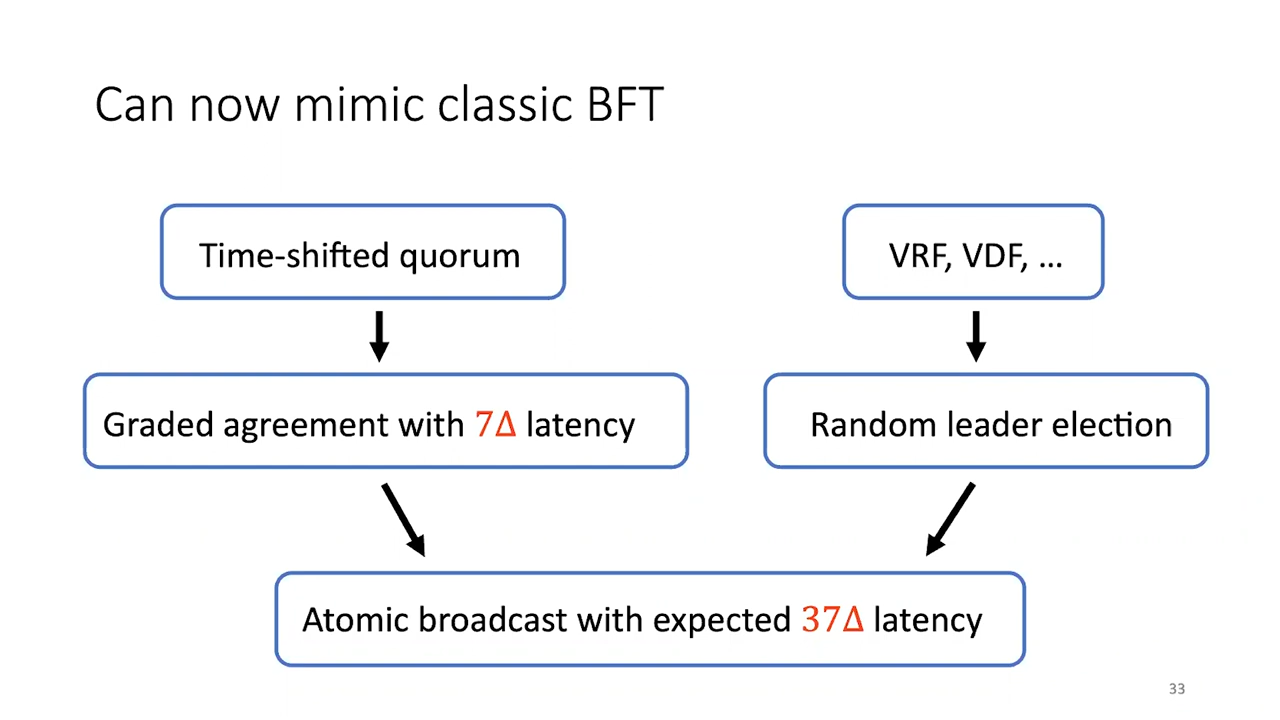 Can now mimic classic BFT
Time-shifted quorum
VRF, VDF, ...
Graded agreement with 7Δ latency
Random leader election
Atomic broadcast with expected 37Δ latency
33